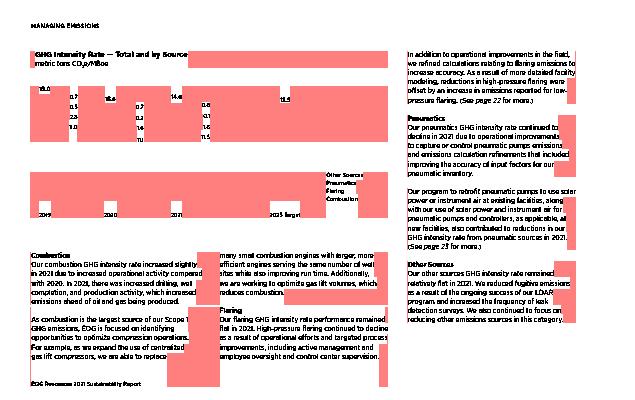 MANAGING EMISSIONS
GHG Intensity Rate — Total and by Source
metric tons CO₂e/MBoe
14.6
13.5
0.7
0.7
0.8
0.5
0.2
0.1
2.8
1.6
1.6
11.5
Other Sources
Pneumatics
Flaring
Combustion
2019
2020
2021
2025 Target
Combustion
Our combustion GHG intensity rate increased slightly
in 2021 due to increased operational activity compared
with 2020. In 2021, there was increased drilling, well
completion, and production activity, which increased
emissions ahead of oil and gas being produced.
As combustion is the largest source of our Scope 1
GHG emissions, EOG is focused on identifying
opportunities to optimize compression operations.
For example, as we expand the use of centralized
gas lift compressors, we are able to replace
many small combustion engines with larger, more-
efficient engines serving the same number of well
sites while also improving run time. Additionally,
we are working to optimize gas lift volumes, which
reduces combustion.
Flaring
Our flaring GHG intensity rate performance remained
flat in 2021. High-pressure flaring continued to decline
as a result of operational efforts and targeted process
improvements, including active management and
employee oversight and control center supervision.
In addition to operational improvements in the field,
we refined calculations relating to flaring emissions to
increase accuracy. As a result of more detailed facility
modeling, reductions in high-pressure flaring were
offset by an increase in emissions reported for low-
pressure flaring. (See page 22 for more.)
Pneumatics
Our pneumatics GHG intensity rate continued to
decline in 2021 due to operational improvements
to capture or control pneumatic pumps emissions
and emissions calculation refinements that included
improving the accuracy of input factors for our
pneumatic inventory.
Our program to retrofit pneumatic pumps to use solar
power or instrument air at existing facilities, along
with our use of solar power and instrument air for
pneumatic pumps and controllers, as applicable, at
new facilities, also contributed to reductions in our
GHG intensity rate from pneumatic sources in 2021.
(See page 23 for more.)
Other Sources
Our other sources GHG intensity rate remained
relatively flat in 2021. We reduced fugitive emissions
as a result of the ongoing success of our LDAR
program and increased the frequency of leak
detection surveys. We also continued to focus on
reducing other emissions sources in this category.
EOG Resources 2021 Sustainability Report